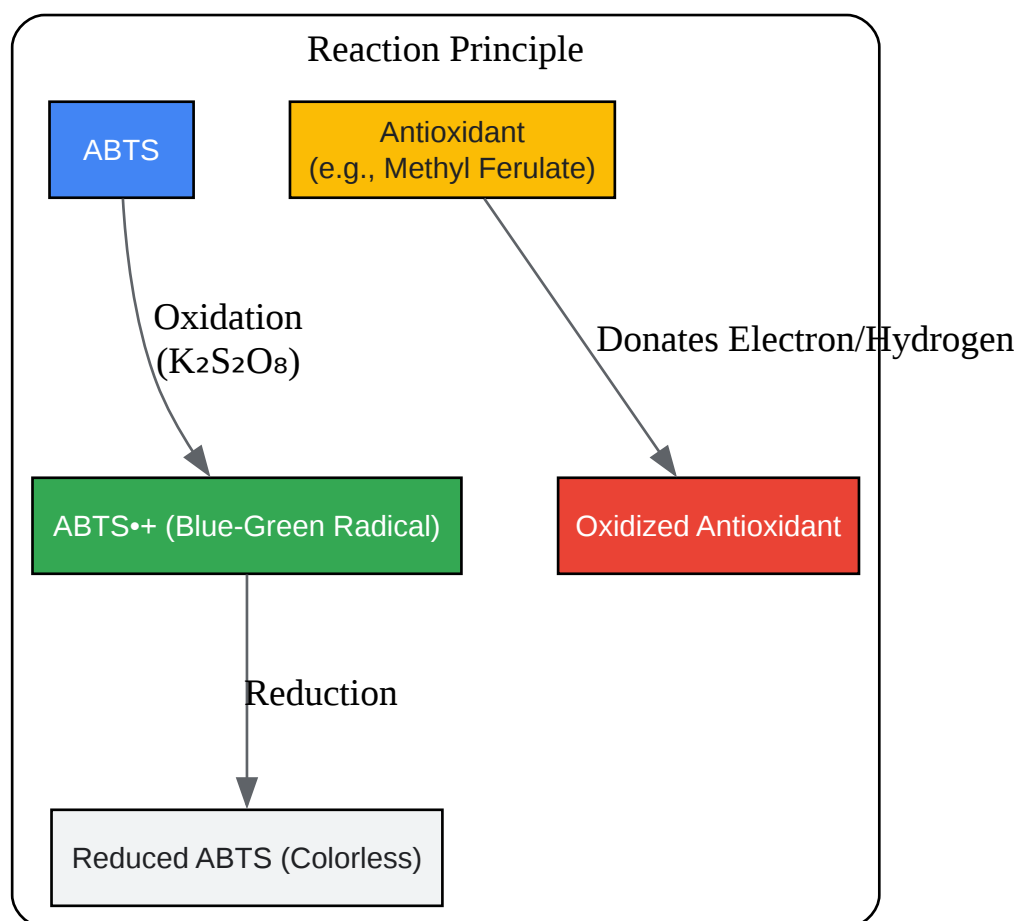 Reaction Principle
ABTS
Antioxidant
(e.g., Methyl Ferulate)
Oxidation
(K₂S₂O₈)
Donates Electron/Hydrogen
ABTS•+ (Blue-Green Radical)
Oxidized Antioxidant
Reduction
Reduced ABTS (Colorless)